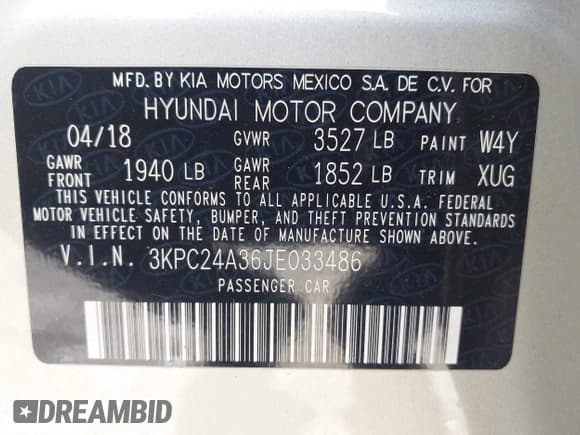 MFD. BY KIA MOTORS MEXICO S.A. DE C.V. FOR
HYUNDAI MOTOR COMPANY
04/18 GVWR 3527 LB PAINT W4Y
GAWR FRONT 1940 LB GAWR REAR 1852 LB TRIM XUG
THIS VEHICLE CONFORMS TO ALL APPLICABLE U.S.A. FEDERAL
MOTOR VEHICLE SAFETY, BUMPER, AND THEFT PREVENTION STANDARDS
IN EFFECT ON THE DATE OF MANUFACTURE SHOWN ABOVE.
V.I.N. 3KPC24A36JE033486
PASSENGER CAR
DREAMBID